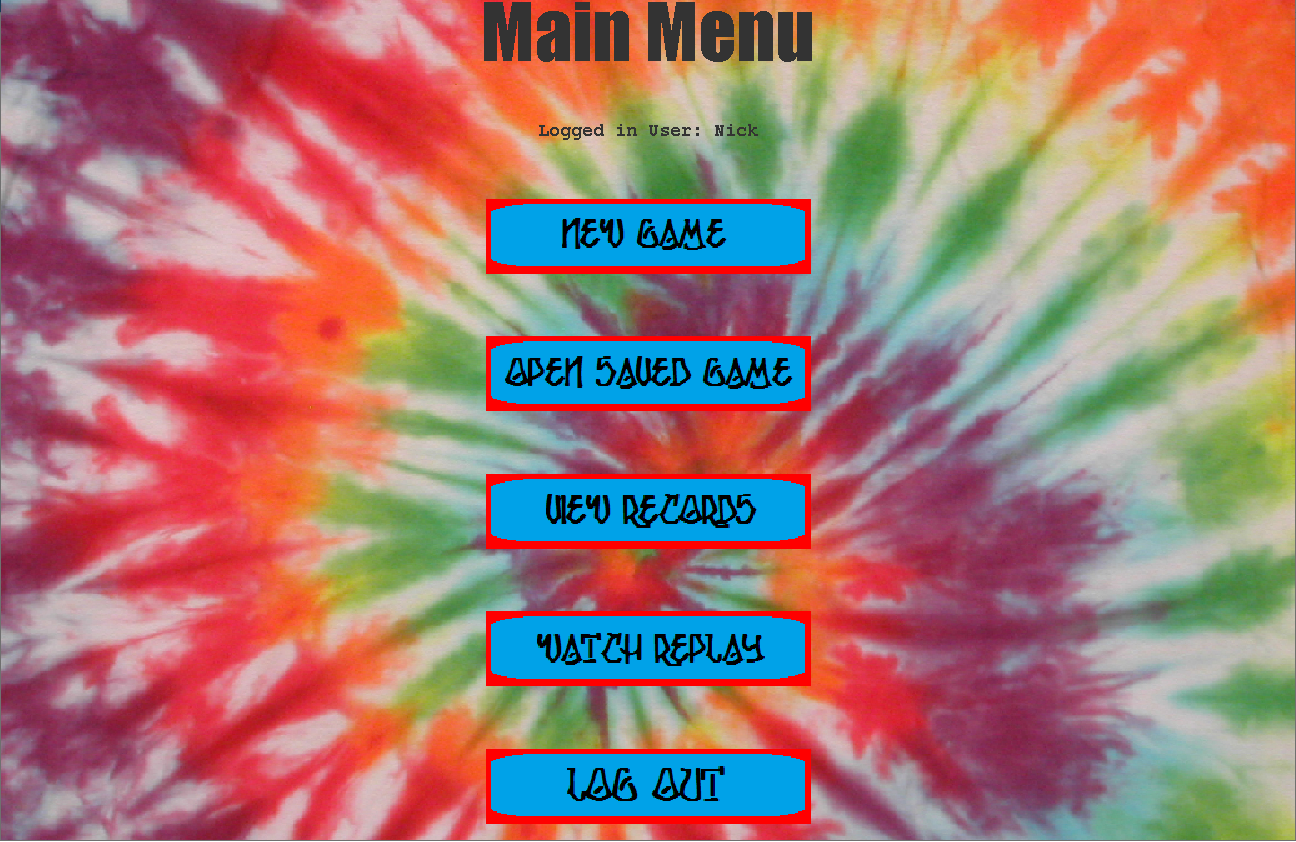 Main Menu
Logged in User: Nick
NEW GAME
OPEN SAVED GAME
VIEW RECORDS
WATCH REPLAY
LOG OUT